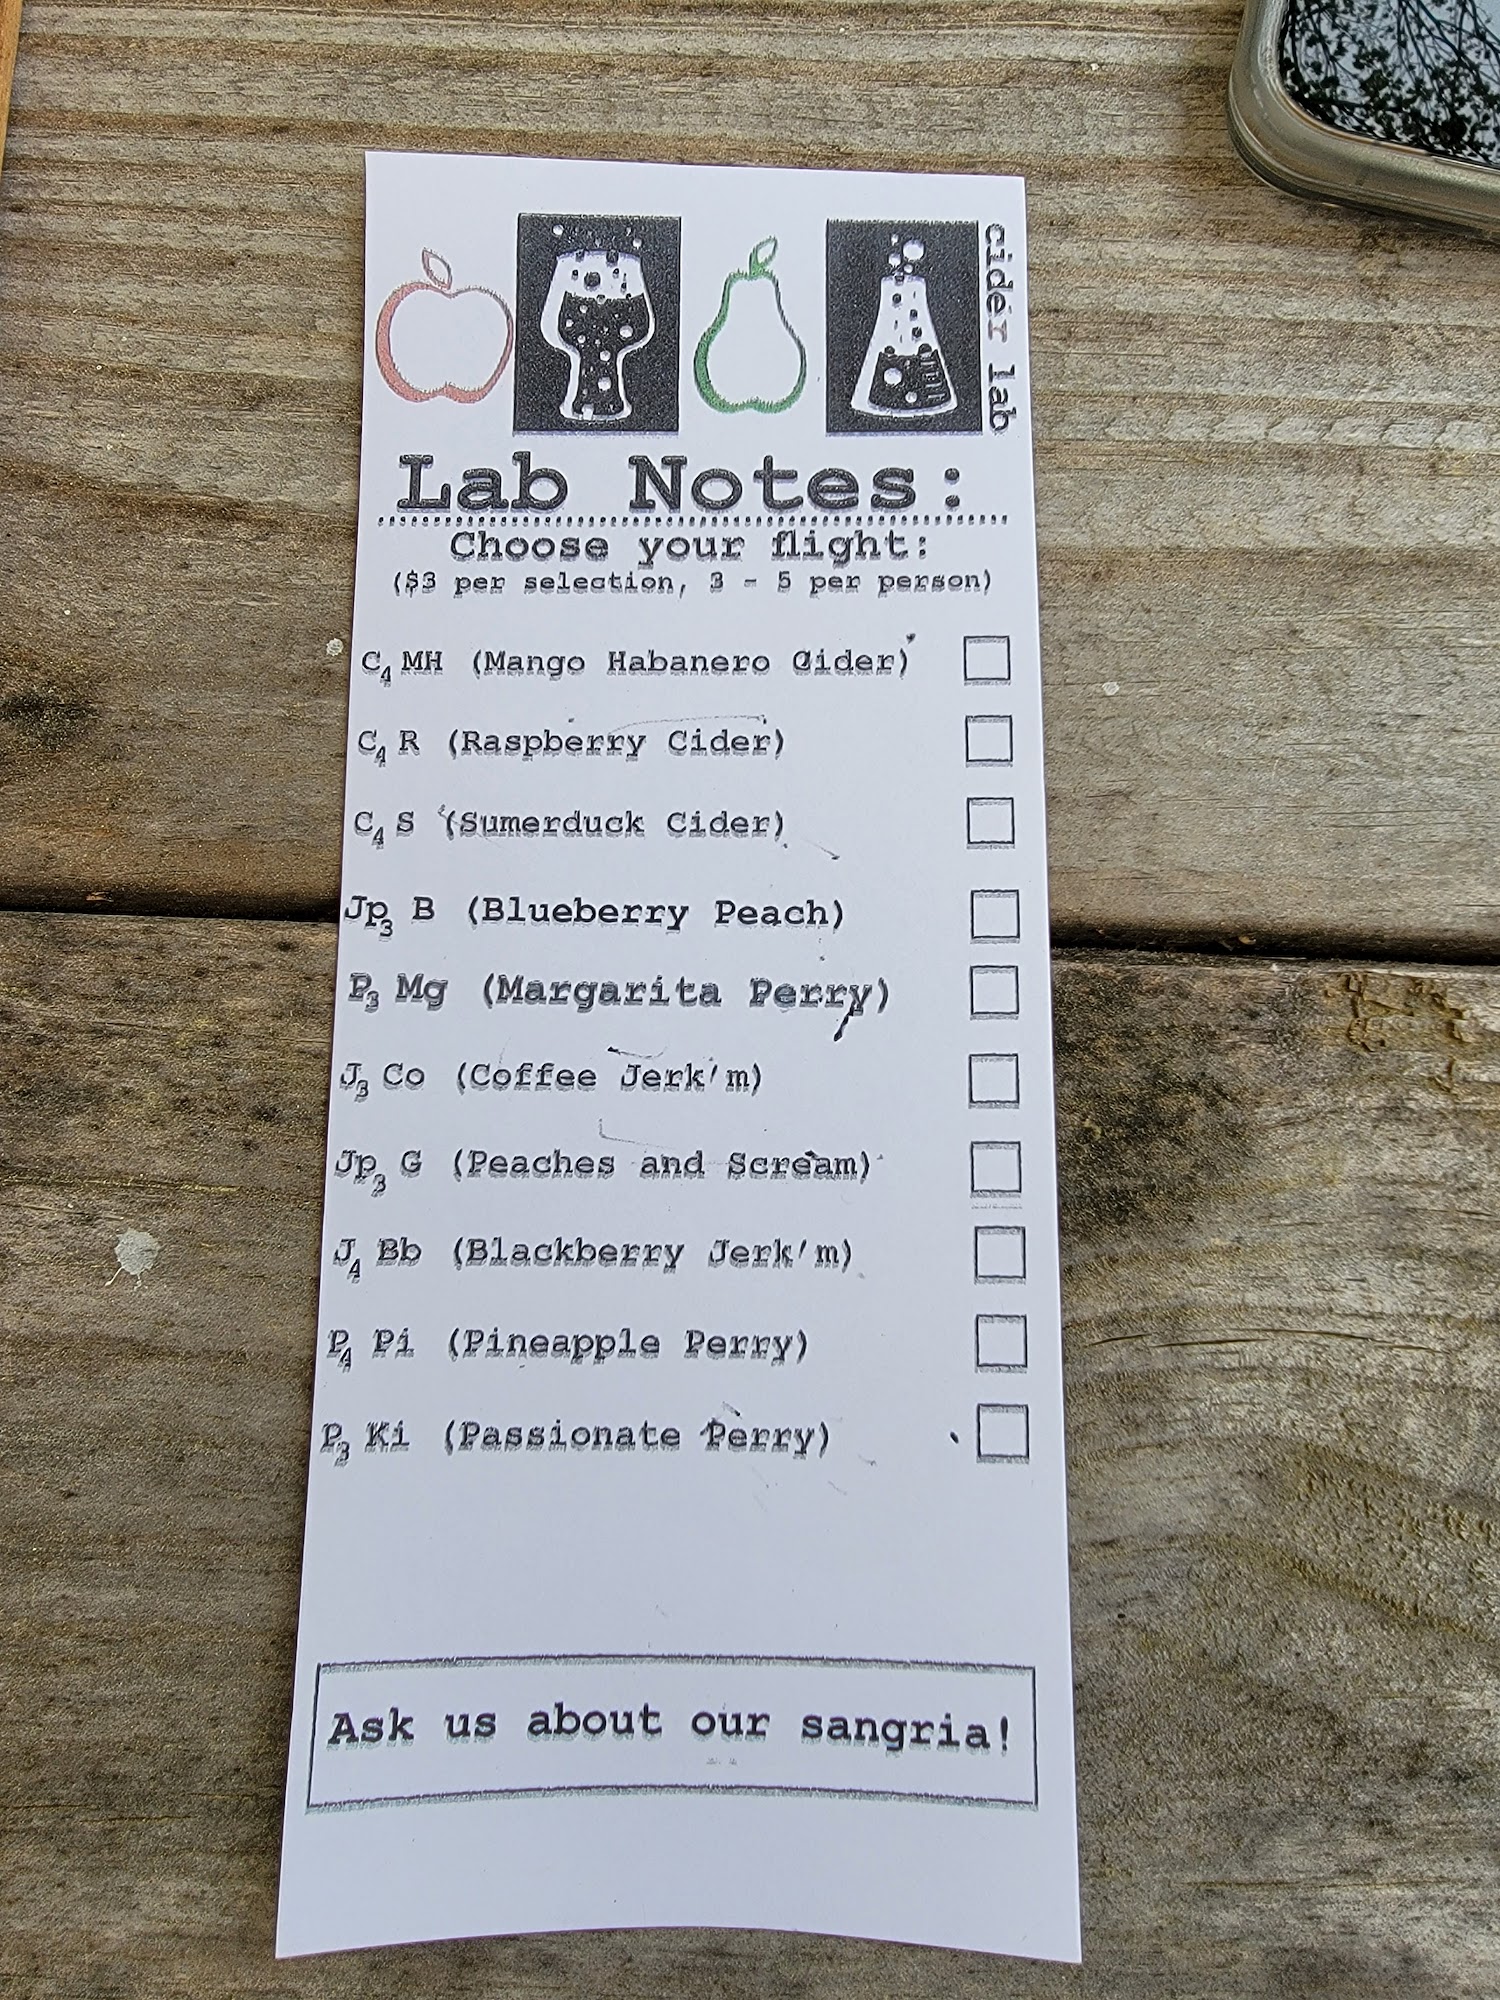 cider lab
Lab Notes:
Choose your flight:
($3 per selection, 3 - 5 per person)
C₄ MH (Mango Habanero Cider)
C₄ R (Raspberry Cider)
C₄ S (Sumerduck Cider)
Jp₃ B (Blueberry Peach)
P₃ Mg (Margarita Perry)
J₃ Co (Coffee Jerk'm)
Jp₃ G (Peaches and Scream)
J₄ Bb (Blackberry Jerk'm)
P₄ Pi (Pineapple Perry)
P₃ Ki (Passionate Perry)
Ask us about our sangria!